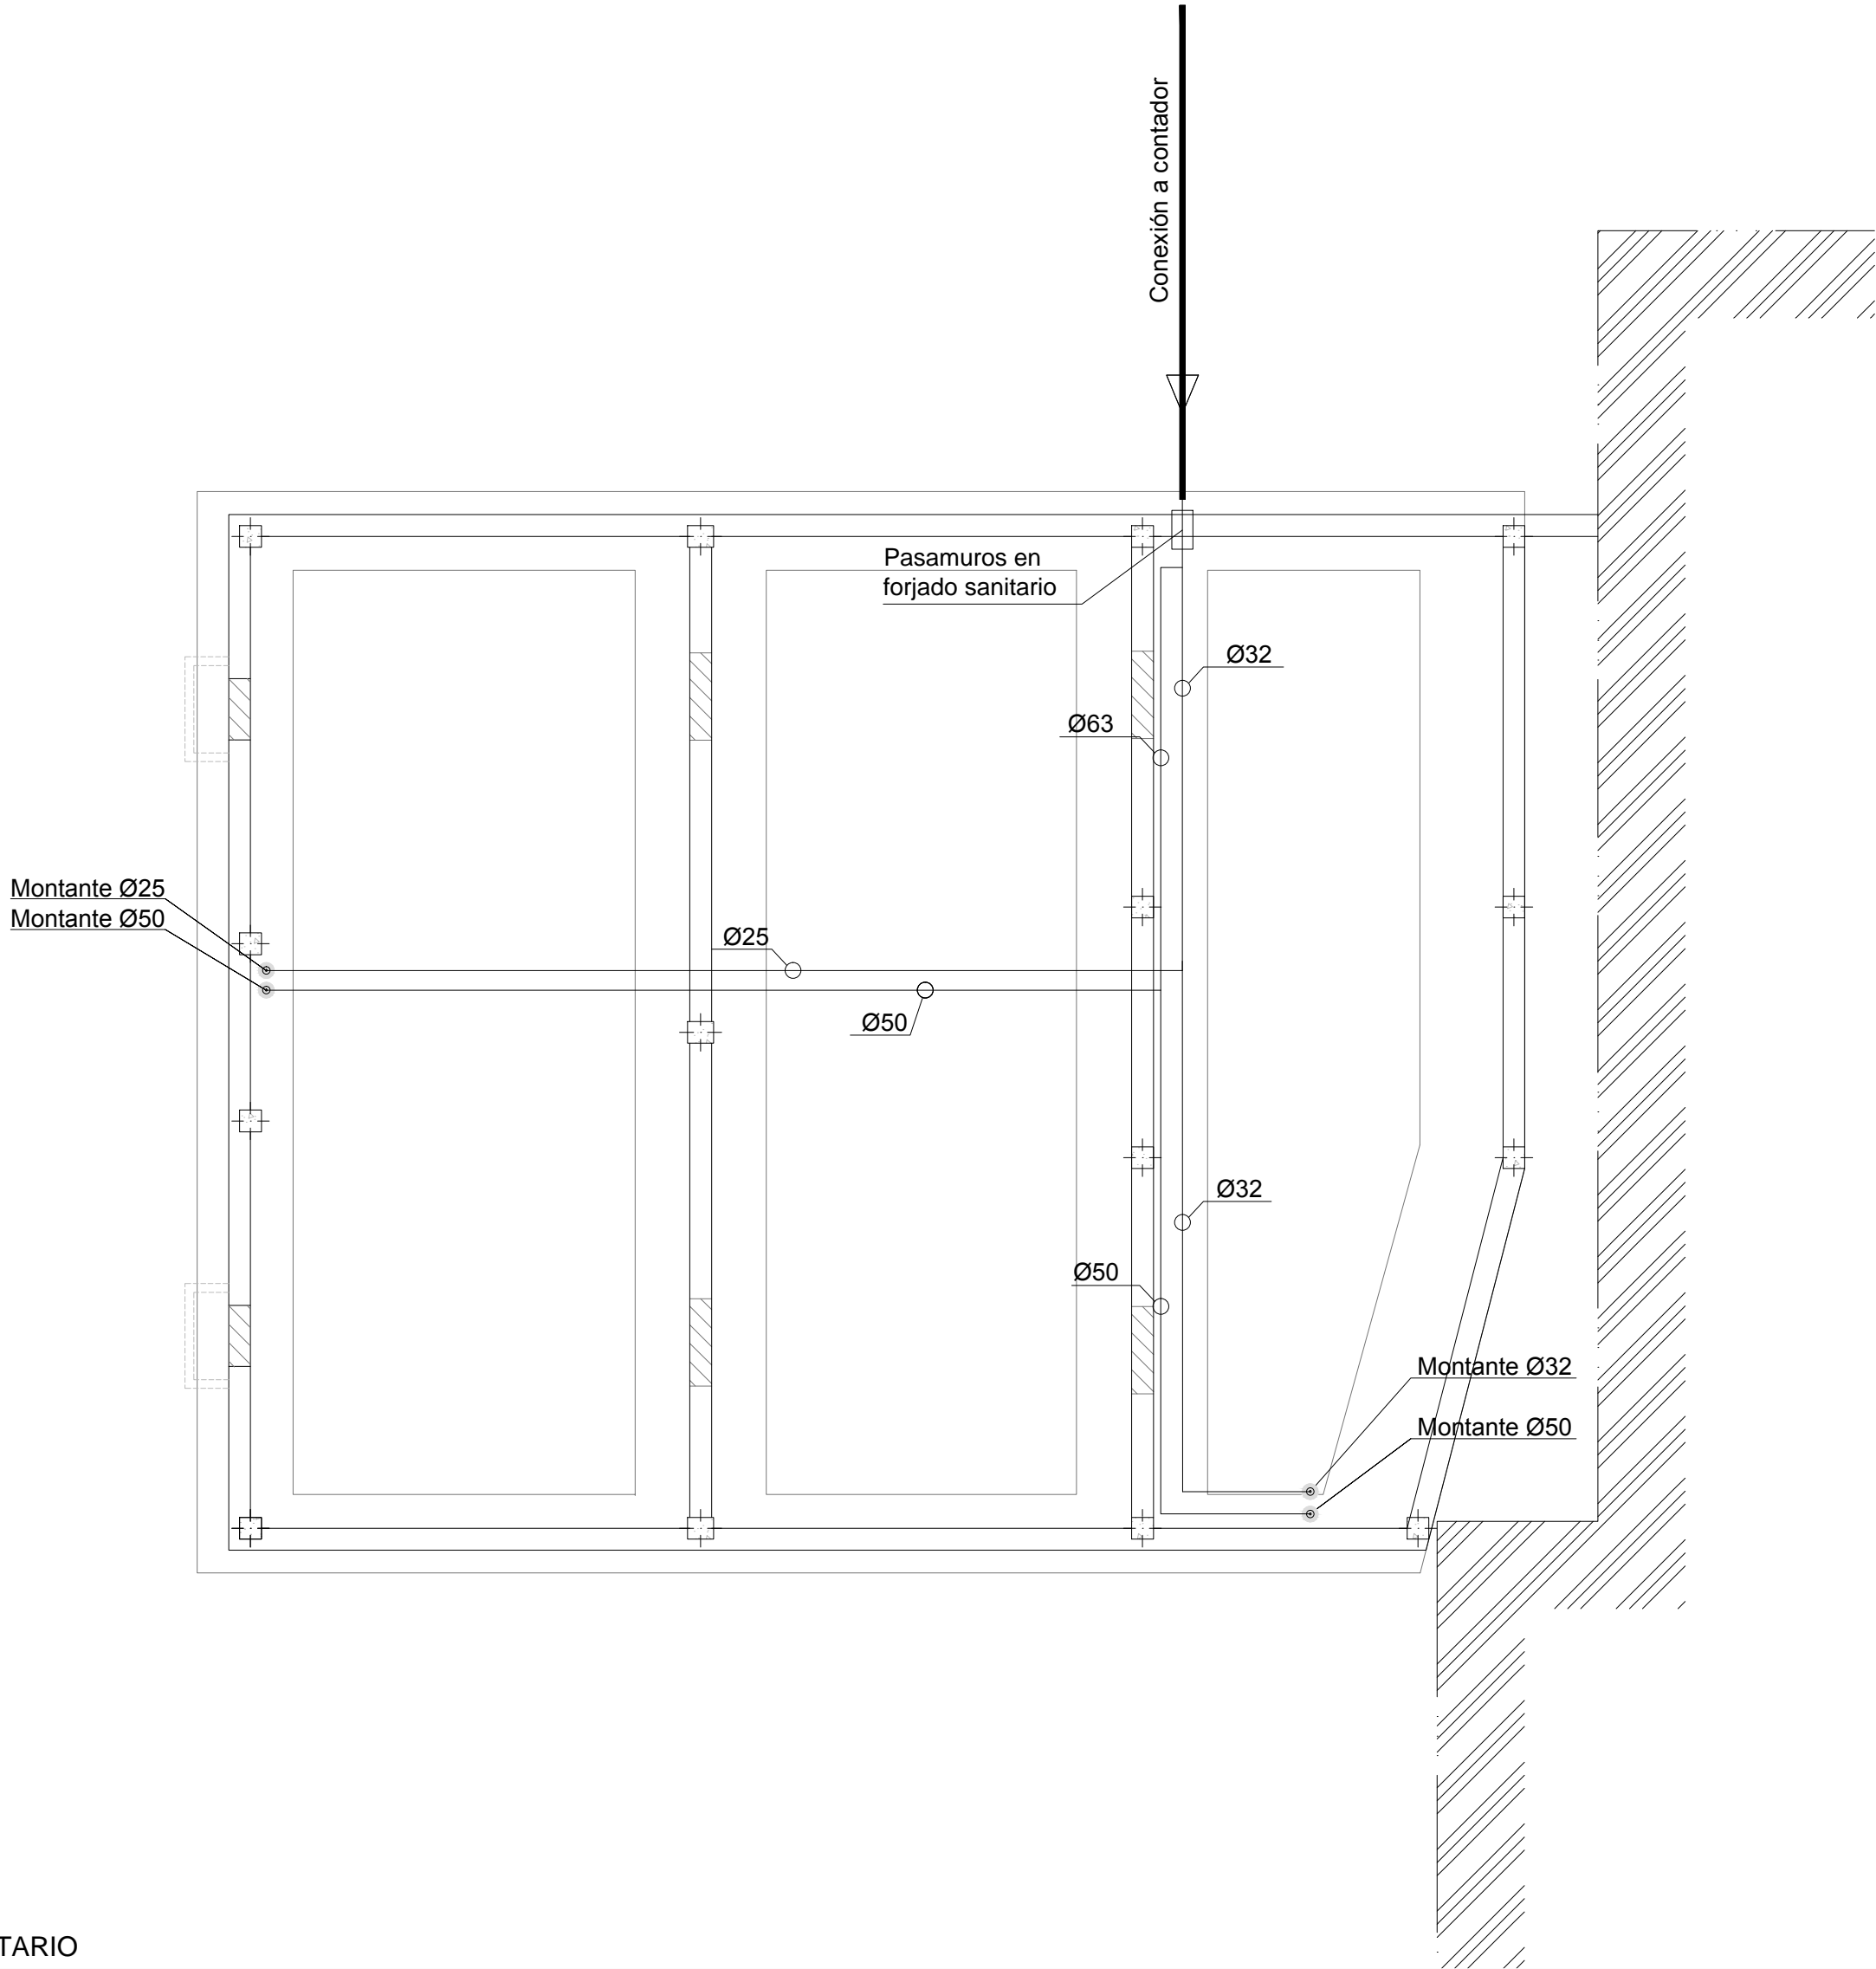 Conexión a contador
Pasamuros en
forjado sanitario
Ø32
Ø63
Montante Ø25
Montante Ø50
Ø25
Ø50
Ø32
Ø50
Montante Ø32
Montante Ø50
TARIO